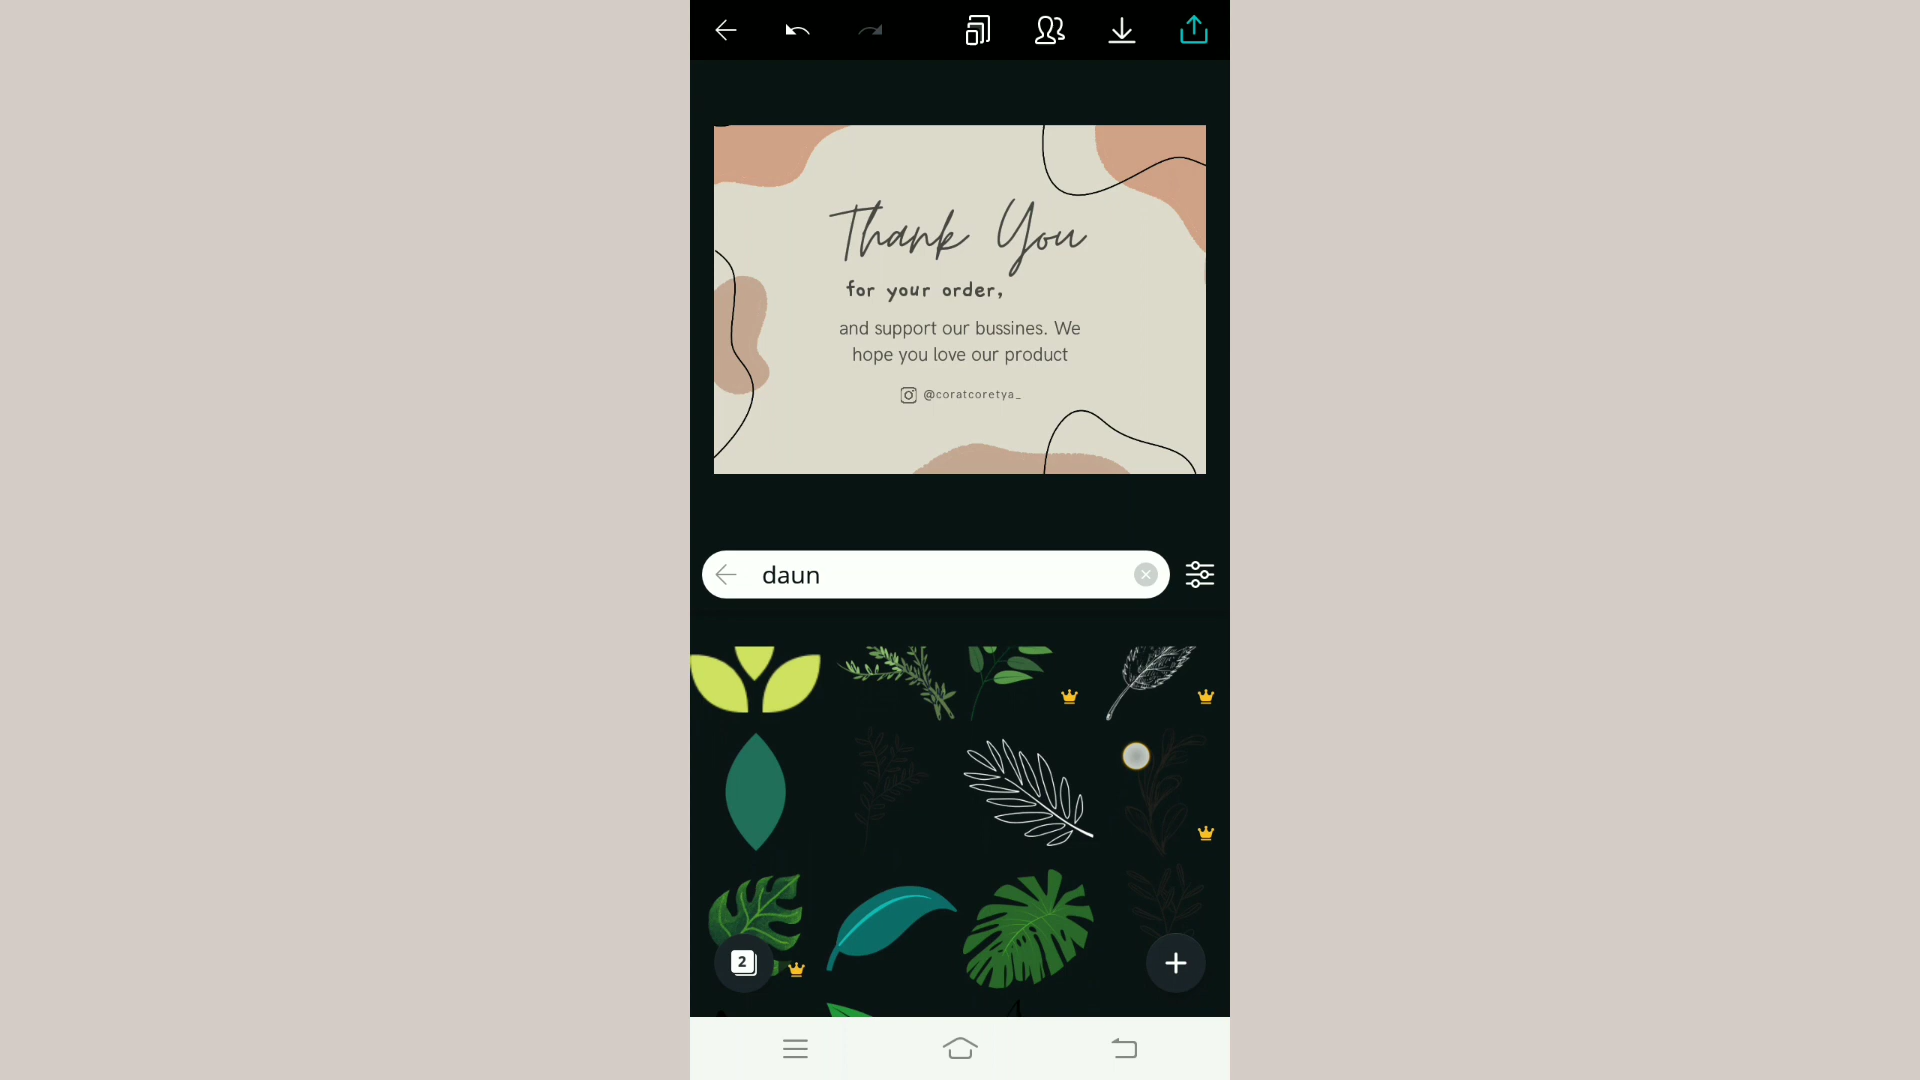 Thank You
for your order,
and support our bussines. We
hope you love our product
@coratcoretya_
daun
2